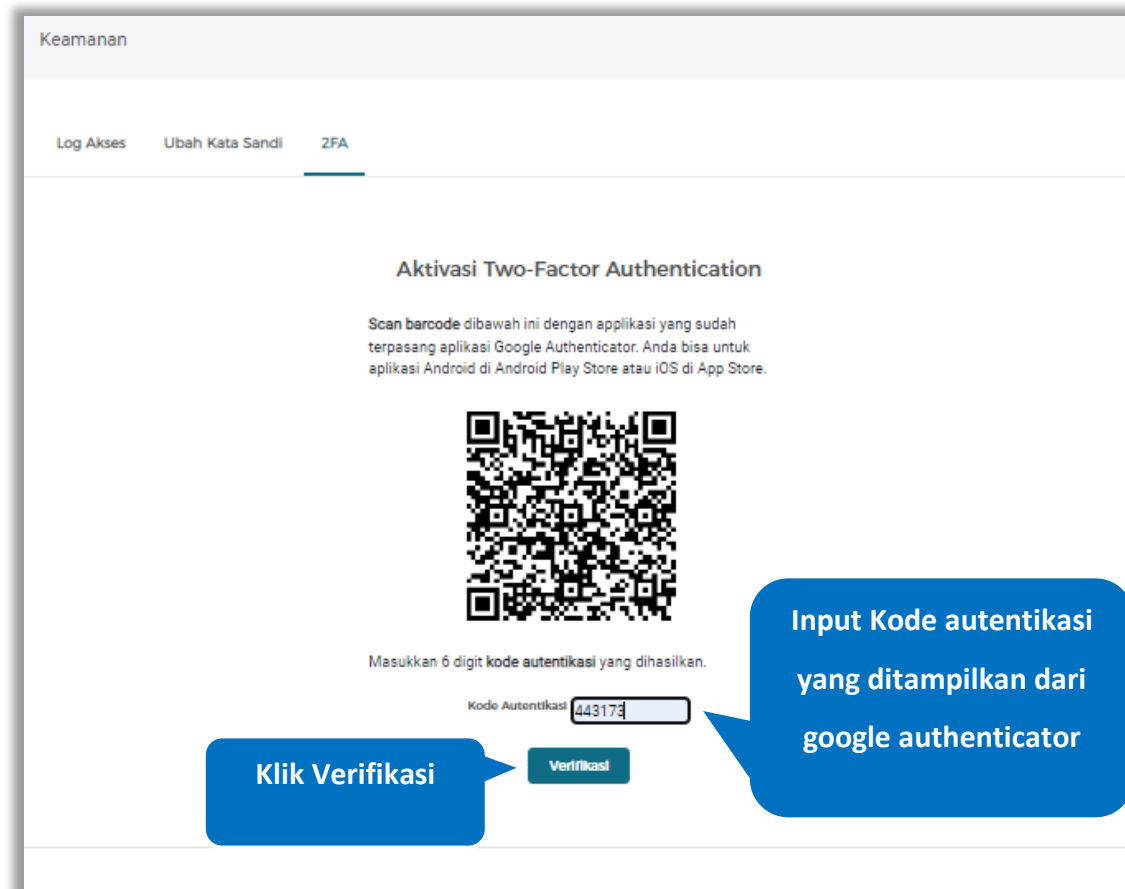 Keamanan
Log Akses Ubah Kata Sandi 2FA
Aktivasi Two-Factor Authentication
Scan barcode dibawah ini dengan applikasi yang sudah
terpasang aplikasi Google Authenticator. Anda bisa untuk
aplikasi Android di Android Play Store atau iOS di App Store.
Masukkan 6 digit kode autentikasi yang dihasilkan.
Kode Autentikasi 443173
Input Kode autentikasi
yang ditampilkan dari
google authenticator
Klik Verifikasi
Verifikasi